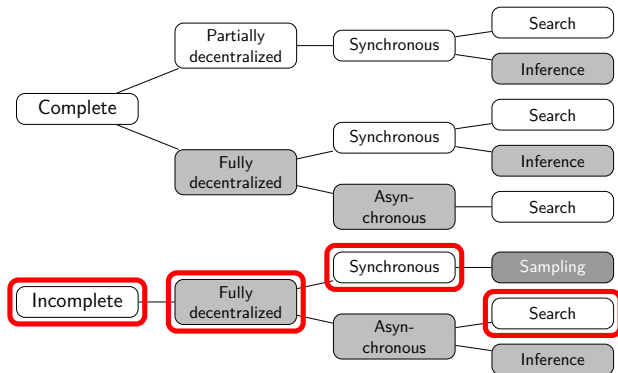 Search
Partially
decentralized
Synchronous
Inference
Complete
Search
Synchronous
Fully
decentralized
Inference
Asyn-
chronous
Search
Synchronous
Sampling
Incomplete
Fully
decentralized
Search
Asyn-
chronous
Inference